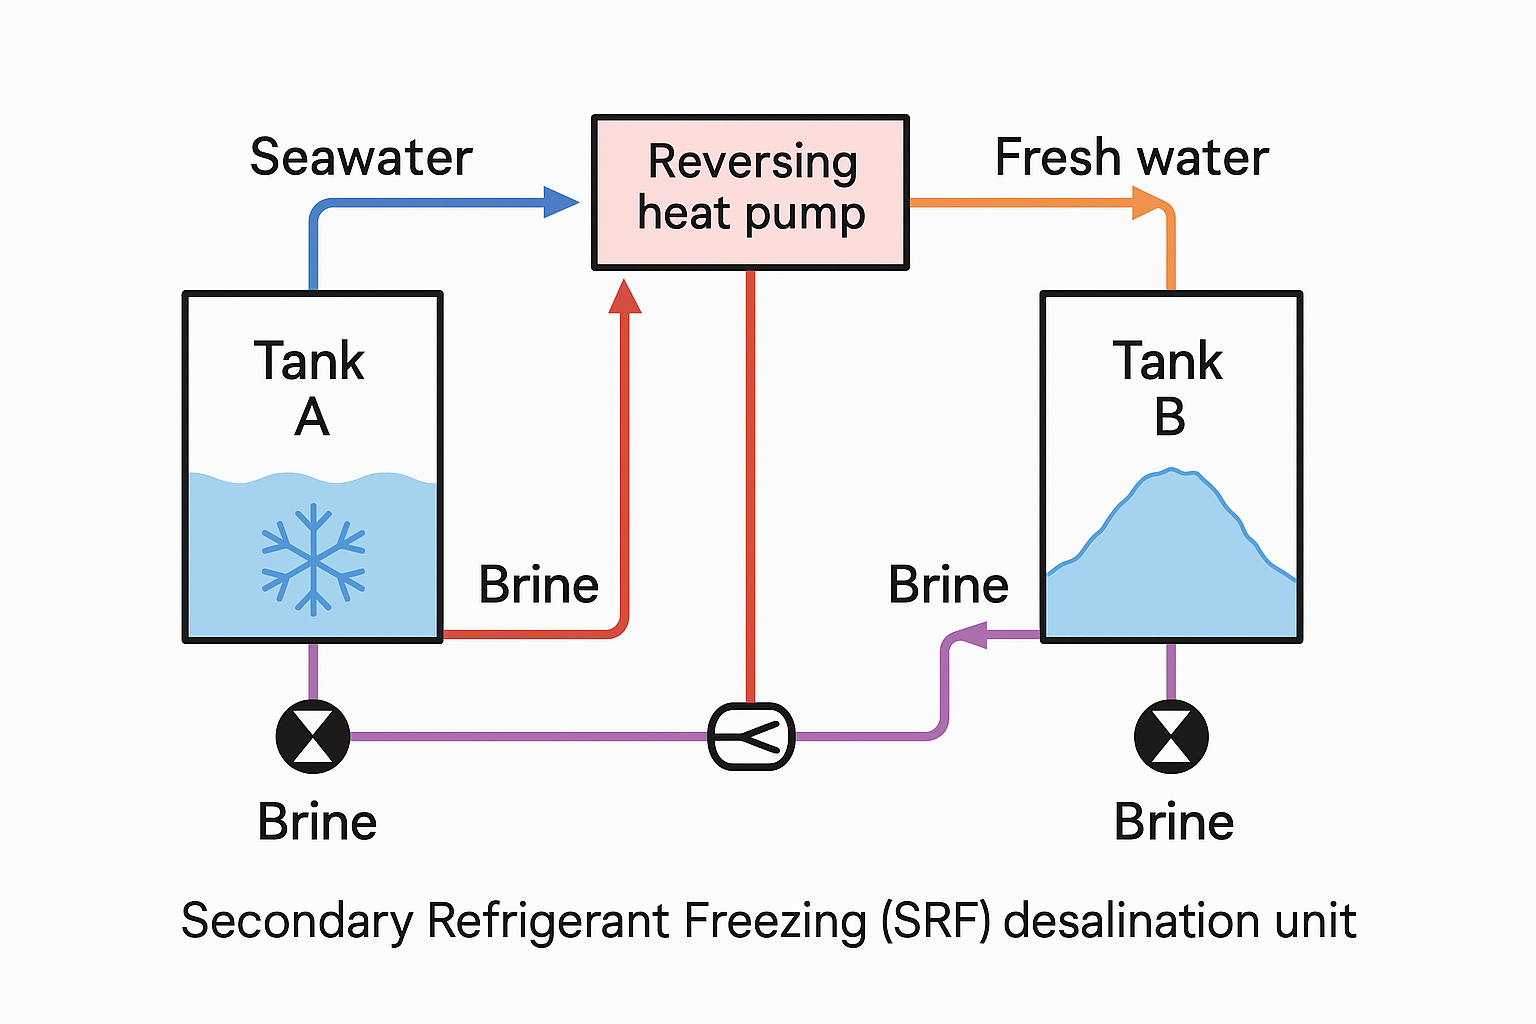 Seawater
Reversing
heat pump
Fresh water
Tank
A
Tank
B
Brine
Brine
Brine
Brine
Secondary Refrigerant Freezing (SRF) desalination unit